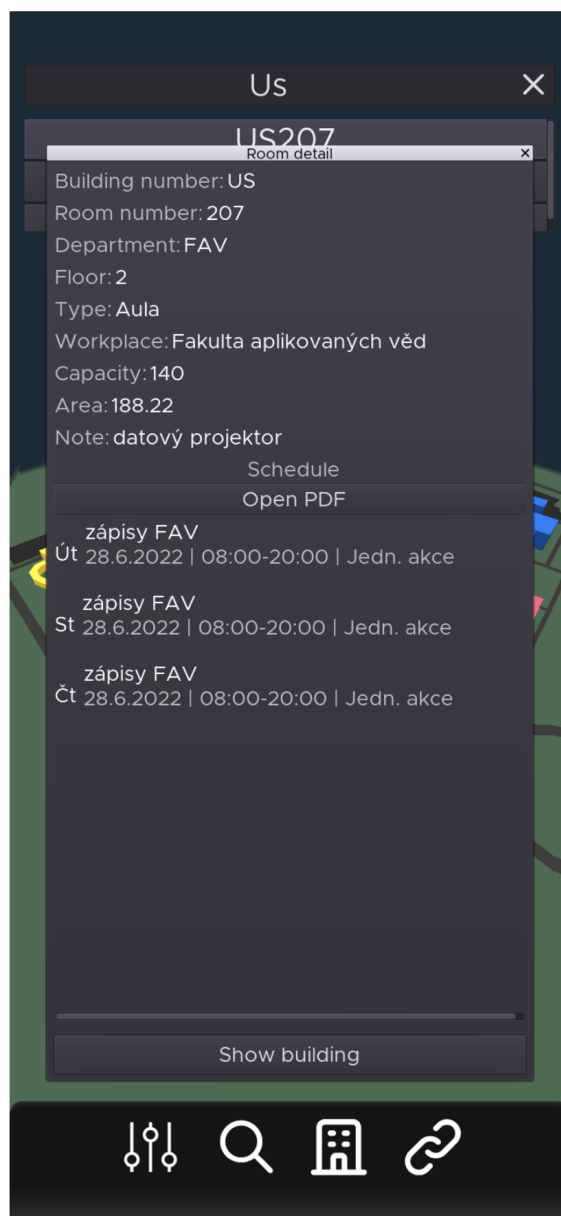 Us
US207
Room detail
Building number: US
Room number: 207
Department: FAV
Floor: 2
Type: Aula
Workplace: Fakulta aplikovaných věd
Capacity: 140
Area: 188.22
Note: datový projektor
Schedule
Open PDF
zápisy FAV
Út 28.6.2022 | 08:00-20:00 | Jedn. akce
zápisy FAV
St 28.6.2022 | 08:00-20:00 | Jedn. akce
zápisy FAV
Čt 28.6.2022 | 08:00-20:00 | Jedn. akce
Show building